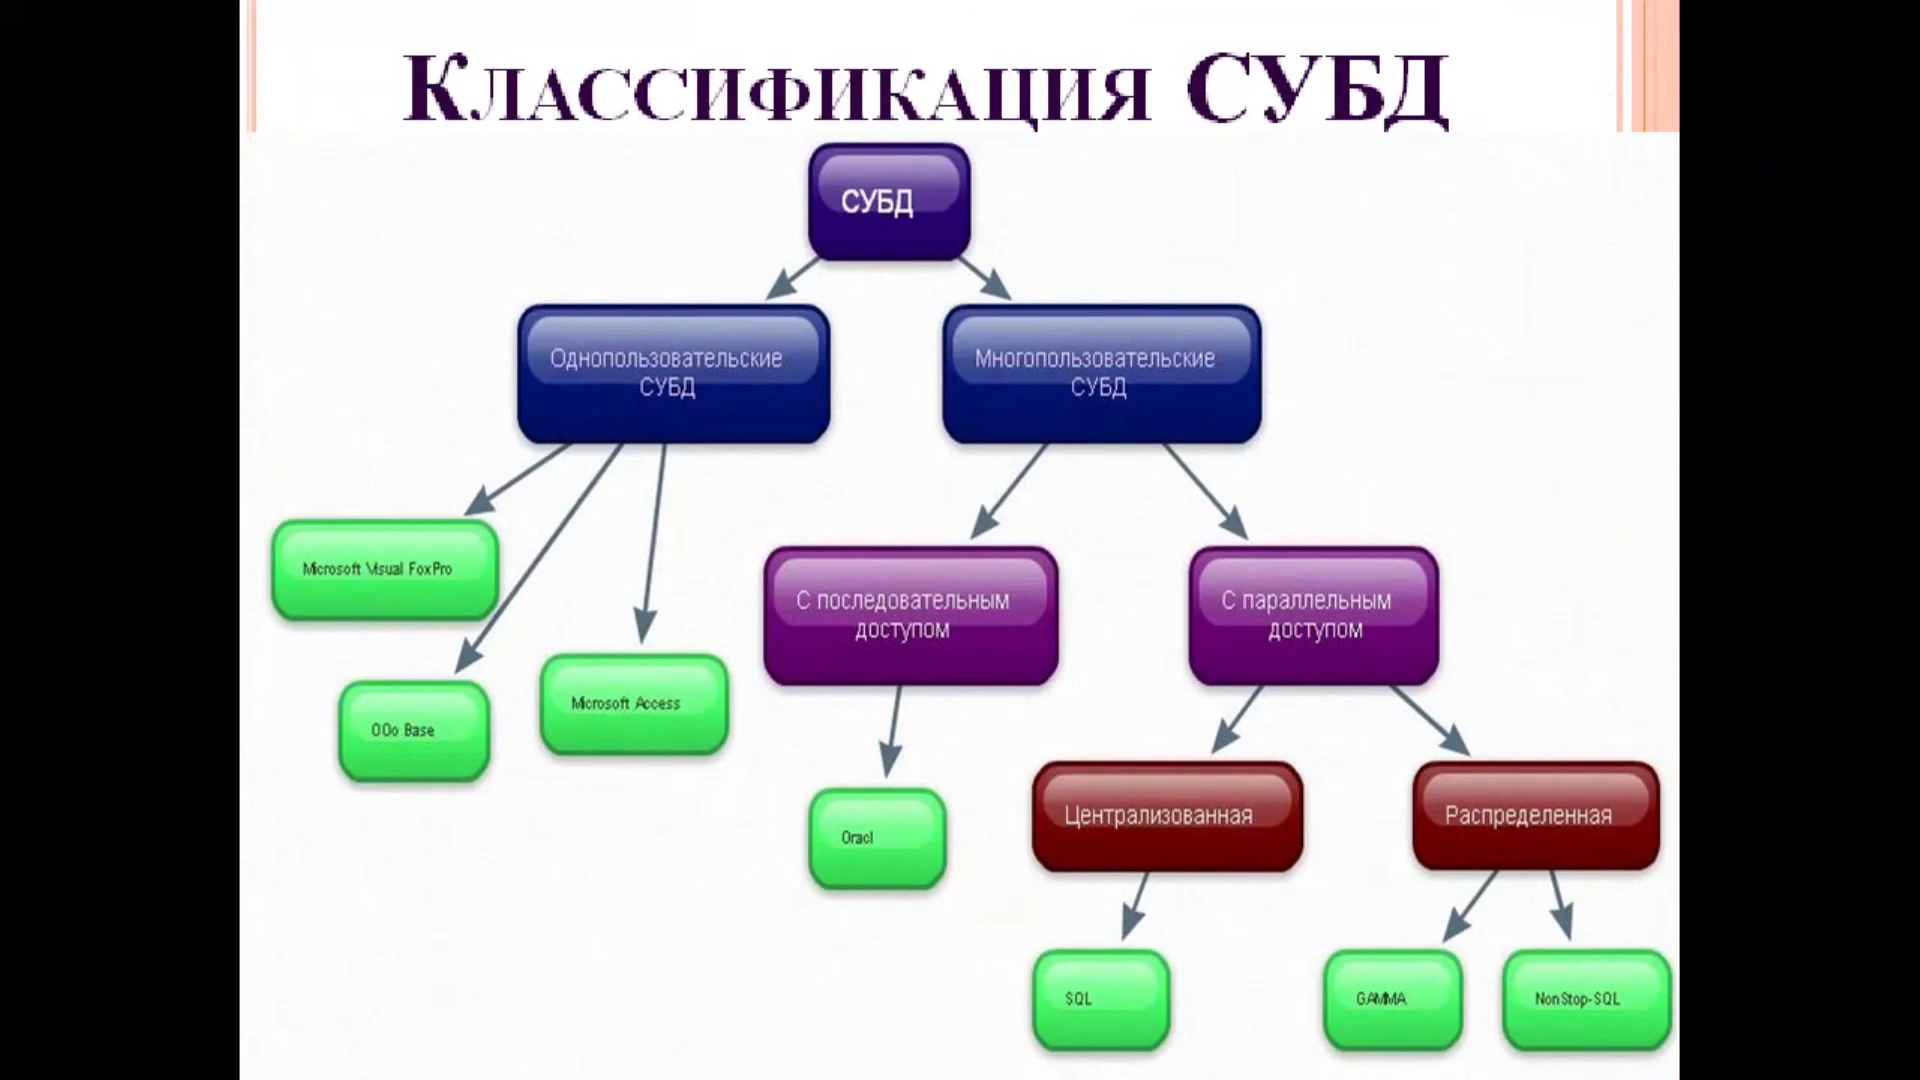 Классификация СУБД
СУБД
Однопользовательские
СУБД
Многопользовательские
СУБД
Microsoft Visual FoxPro
OOo Base
Microsoft Access
С последовательным
доступом
С параллельным
доступом
Oracl
Централизованная
Распределенная
SQL
GAMMA
NonStop-SQL